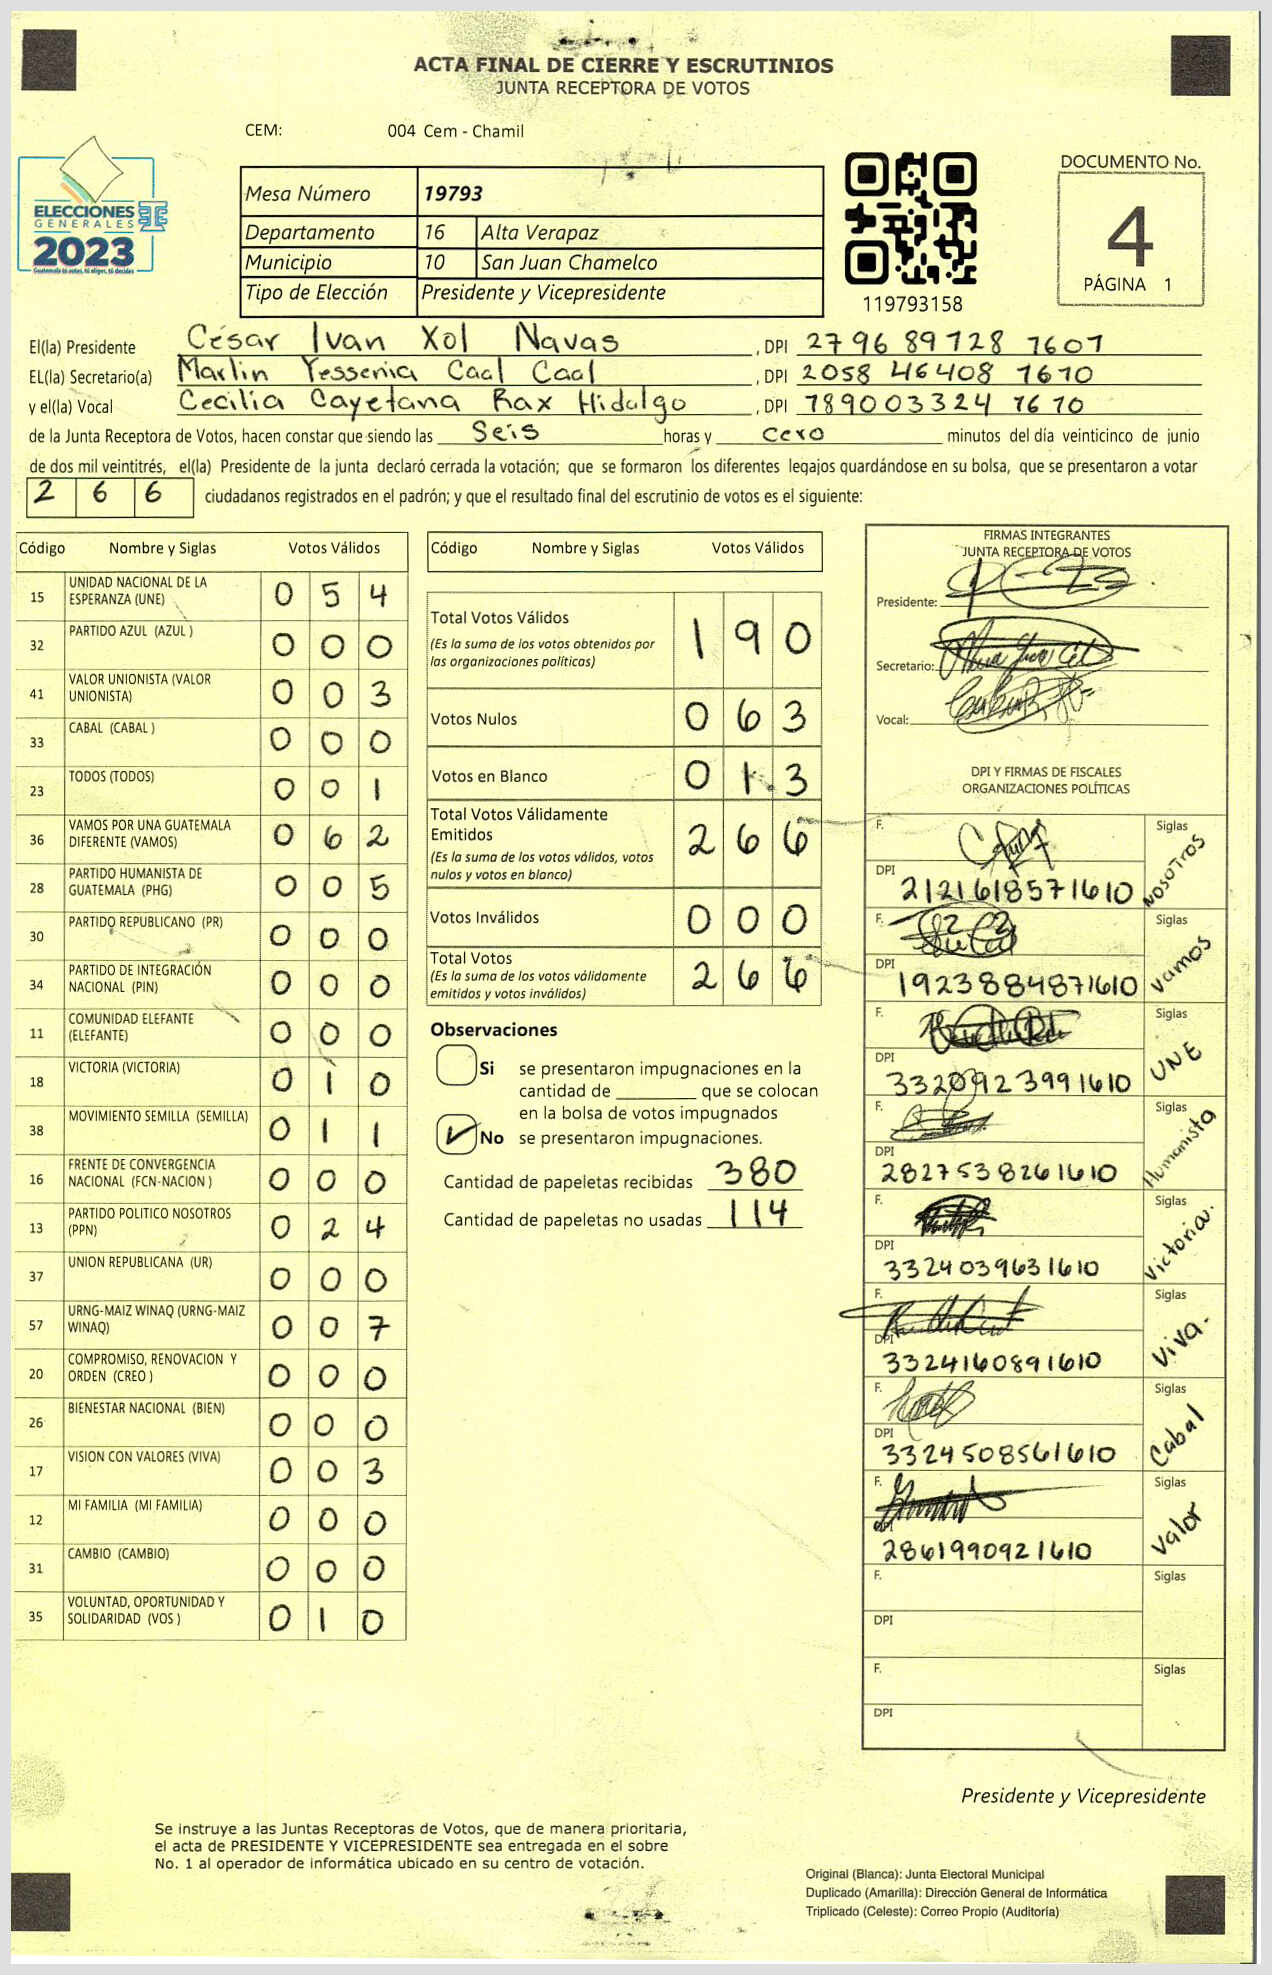 ACTA FINAL DE CIERRE Y ESCRUTINIOS
JUNTA RECEPTORA DE VOTOS
CEM: 004 Cem - Chamil
ELECCIONES
GENERALES
2023
Guatemala tú votas, tú eliges, tú decides
Mesa Número 19793
Departamento 16 Alta Verapaz
Municipio 10 San Juan Chamelco
Tipo de Elección Presidente y Vicepresidente
119793158
DOCUMENTO No.
4
PÁGINA 1
El(la) Presidente César Ivan Xol Navas, DPI 2796 89728 1601
EL(la) Secretario(a) Marlin Yessenia Caal Caal, DPI 2058 46408 1610
y el(la) Vocal Cecilia Cayetana Rax Hidalgo, DPI 789003324 1610
de la Junta Receptora de Votos, hacen constar que siendo las Seis horas y cero minutos del día veinticinco de junio
de dos mil veintitrés, el(la) Presidente de la junta declaró cerrada la votación; que se formaron los diferentes legajos guardándose en su bolsa, que se presentaron a votar
2 6 6 ciudadanos registrados en el padrón; y que el resultado final del escrutinio de votos es el siguiente:
Código Nombre y Siglas Votos Válidos
15 UNIDAD NACIONAL DE LA ESPERANZA (UNE) 0 5 4
32 PARTIDO AZUL (AZUL ) 0 0 0
41 VALOR UNIONISTA (VALOR UNIONISTA) 0 0 3
33 CABAL (CABAL ) 0 0 0
23 TODOS (TODOS) 0 0 1
36 VAMOS POR UNA GUATEMALA DIFERENTE (VAMOS) 0 6 2
28 PARTIDO HUMANISTA DE GUATEMALA (PHG) 0 0 5
30 PARTIDO REPUBLICANO (PR) 0 0 0
34 PARTIDO DE INTEGRACIÓN NACIONAL (PIN) 0 0 0
11 COMUNIDAD ELEFANTE (ELEFANTE) 0 0 0
18 VICTORIA (VICTORIA) 0 1 0
38 MOVIMIENTO SEMILLA (SEMILLA) 0 1 1
16 FRENTE DE CONVERGENCIA NACIONAL (FCN-NACION ) 0 0 0
13 PARTIDO POLITICO NOSOTROS (PPN) 0 2 4
37 UNION REPUBLICANA (UR) 0 0 0
57 URNG-MAIZ WINAQ (URNG-MAIZ WINAQ) 0 0 7
20 COMPROMISO, RENOVACION Y ORDEN (CREO ) 0 0 0
26 BIENESTAR NACIONAL (BIEN) 0 0 0
17 VISION CON VALORES (VIVA) 0 0 3
12 MI FAMILIA (MI FAMILIA) 0 0 0
31 CAMBIO (CAMBIO) 0 0 0
35 VOLUNTAD, OPORTUNIDAD Y SOLIDARIDAD (VOS ) 0 1 0
Código Nombre y Siglas Votos Válidos
Total Votos Válidos 1 9 0
(Es la suma de los votos obtenidos por
las organizaciones políticas)
Votos Nulos 0 6 3
Votos en Blanco 0 1 3
Total Votos Válidamente Emitidos 2 6 6
(Es la suma de los votos válidos, votos
nulos y votos en blanco)
Votos Inválidos 0 0 0
Total Votos 2 6 6
(Es la suma de los votos válidamente
emitidos y votos inválidos)
Observaciones
Si se presentaron impugnaciones en la
cantidad de ________ que se colocan
en la bolsa de votos impugnados
No se presentaron impugnaciones.
Cantidad de papeletas recibidas 380
Cantidad de papeletas no usadas 114
FIRMAS INTEGRANTES
JUNTA RECEPTORA DE VOTOS
Presidente:
Secretario:
Vocal:
DPI Y FIRMAS DE FISCALES
ORGANIZACIONES POLÍTICAS
F. Siglas NOSOTROS
DPI 2121618571610
F. Siglas Vamos
DPI 1923884871610
F. Siglas UNE
DPI 3320923991610
F. Siglas Humanista
DPI 2827538261610
F. Siglas Victoria.
DPI 3324039631610
F. Siglas Viva.
DPI 3324160891610
F. Siglas Cabal
DPI 3324508561610
F. Siglas Valor
DPI 2861990921610
F. Siglas
DPI
F. Siglas
DPI
Presidente y Vicepresidente
Se instruye a las Juntas Receptoras de Votos, que de manera prioritaria,
el acta de PRESIDENTE Y VICEPRESIDENTE sea entregada en el sobre
No. 1 al operador de informática ubicado en su centro de votación.
Original (Blanca): Junta Electoral Municipal
Duplicado (Amarilla): Dirección General de Informática
Triplicado (Celeste): Correo Propio (Auditoría)